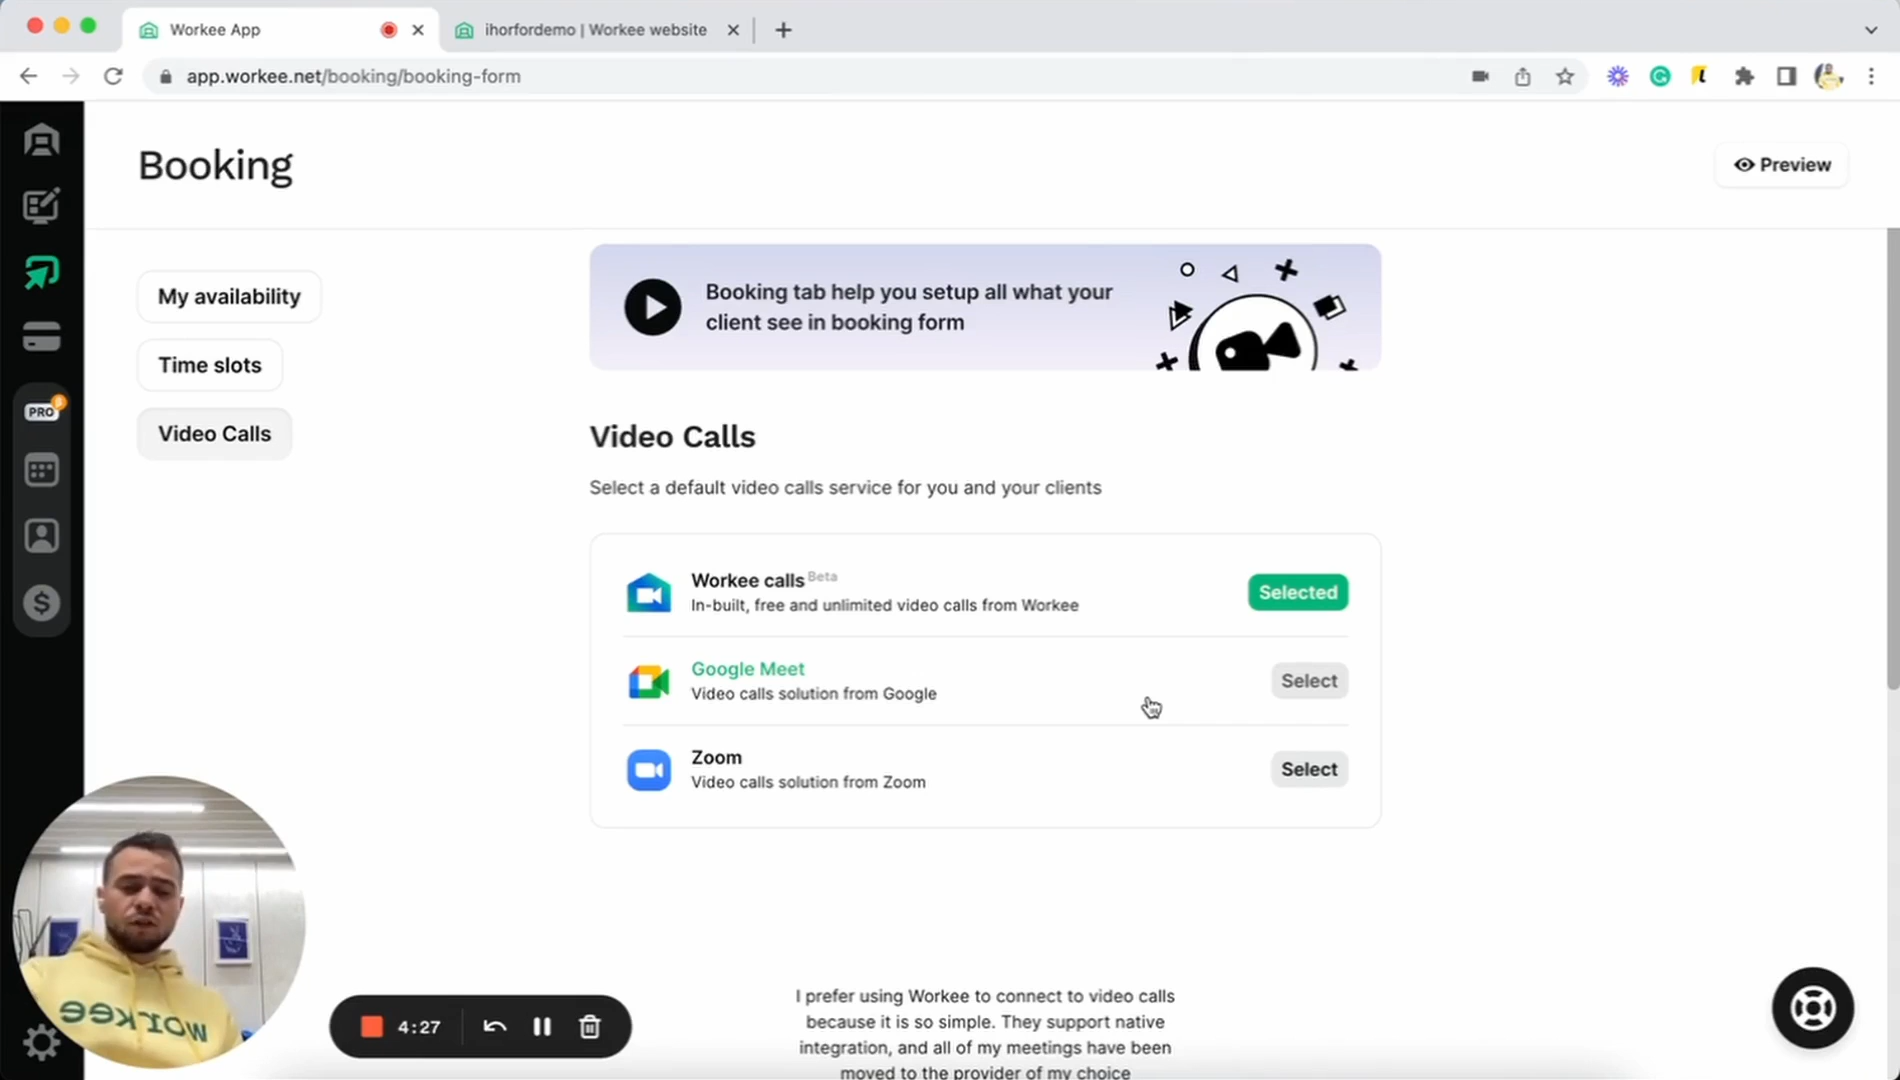 Workee App
ihorfordemo | Workee website
app.workee.net/booking/booking-form
Booking
Preview
My availability
Time slots
Video Calls
PRO
Booking tab help you setup all what your
client see in booking form
Video Calls
Select a default video calls service for you and your clients
Workee calls Beta
In-built, free and unlimited video calls from Workee
Selected
Google Meet
Video calls solution from Google
Select
Zoom
Video calls solution from Zoom
Select
workee
4:27
I prefer using Workee to connect to video calls
because it is so simple. They support native
integration, and all of my meetings have been
moved to the provider of my choice